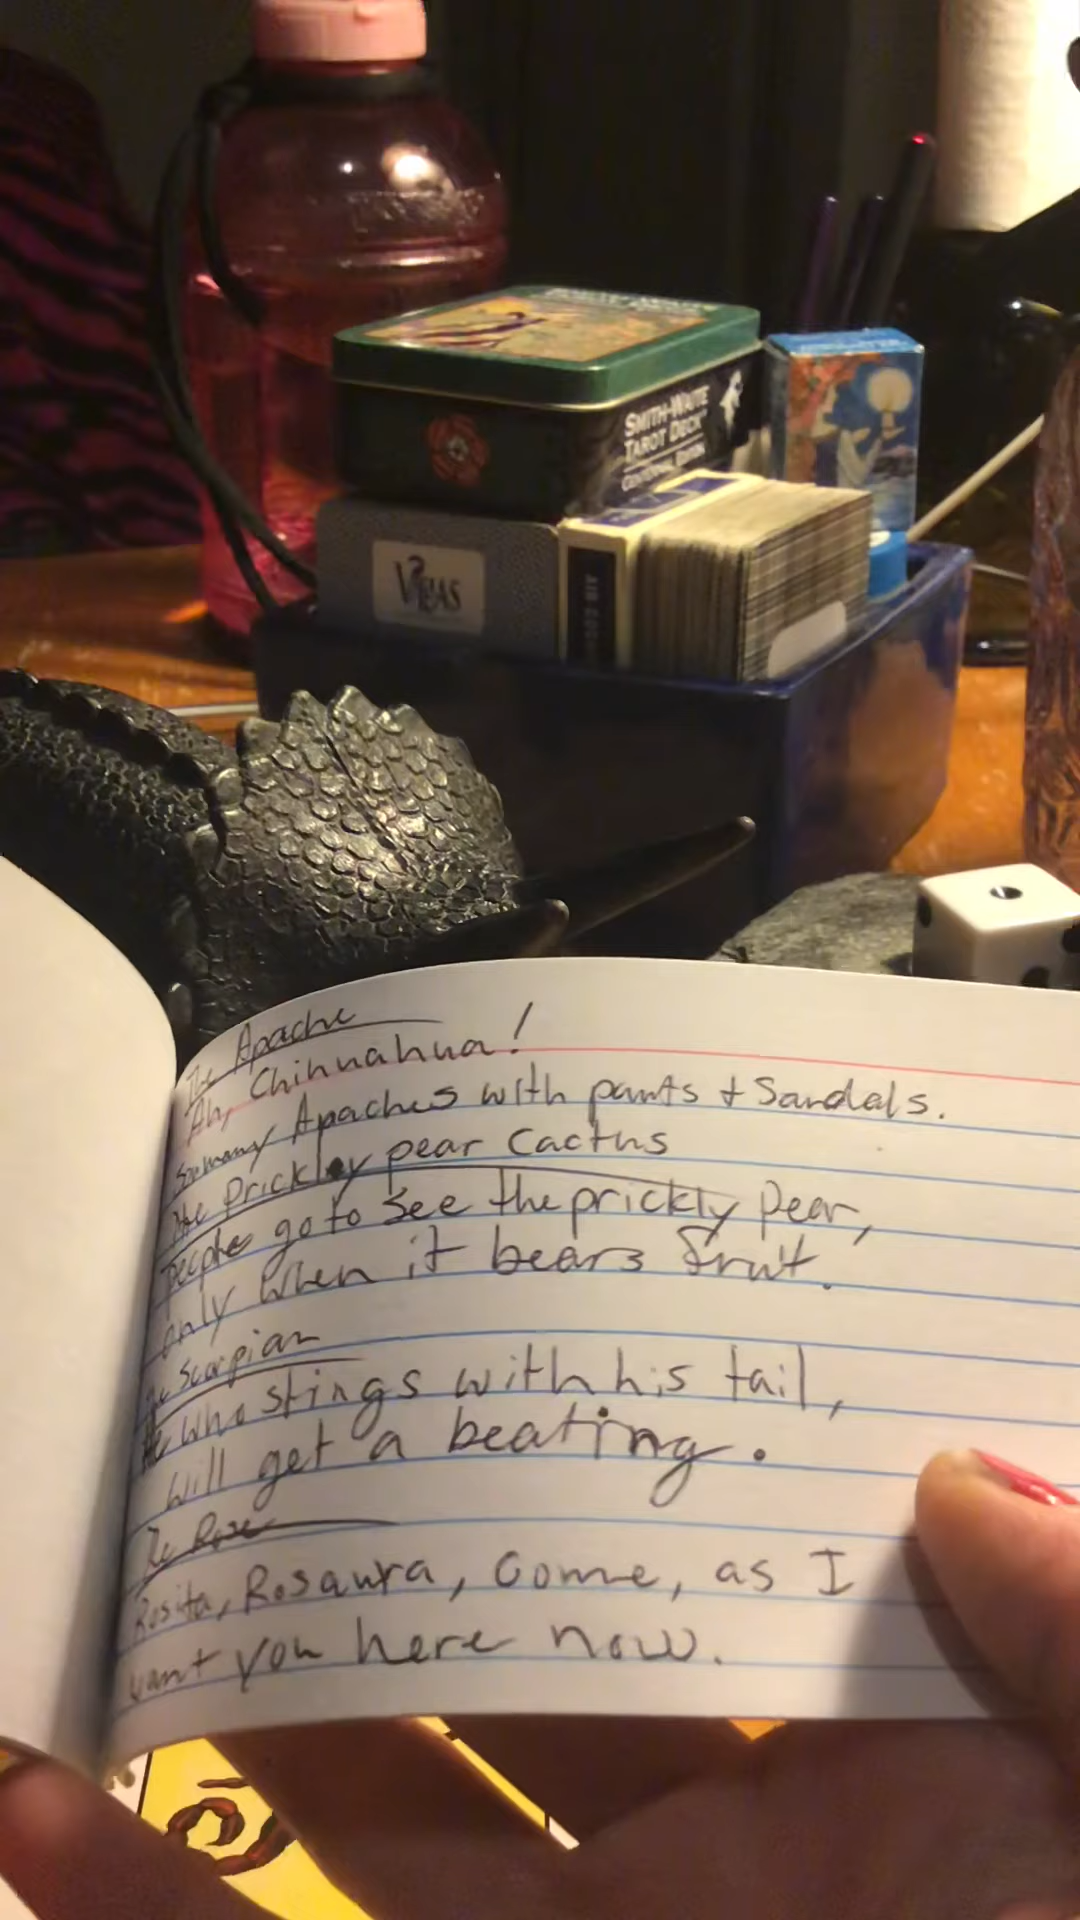 SMITH-WAITE
TAROT DECK
CENTENNIAL EDITION
VEGAS
The Apache
Ah, Chihuahua!
So many Apaches with pants + Sandals.
The Prickley pear Cactus
people go to see the prickly pear,
only when it bears fruit.
The Scorpian
He who stings with his tail,
will get a beating.
The Rose
Rosita, Rosaura, come, as I
want you here now.